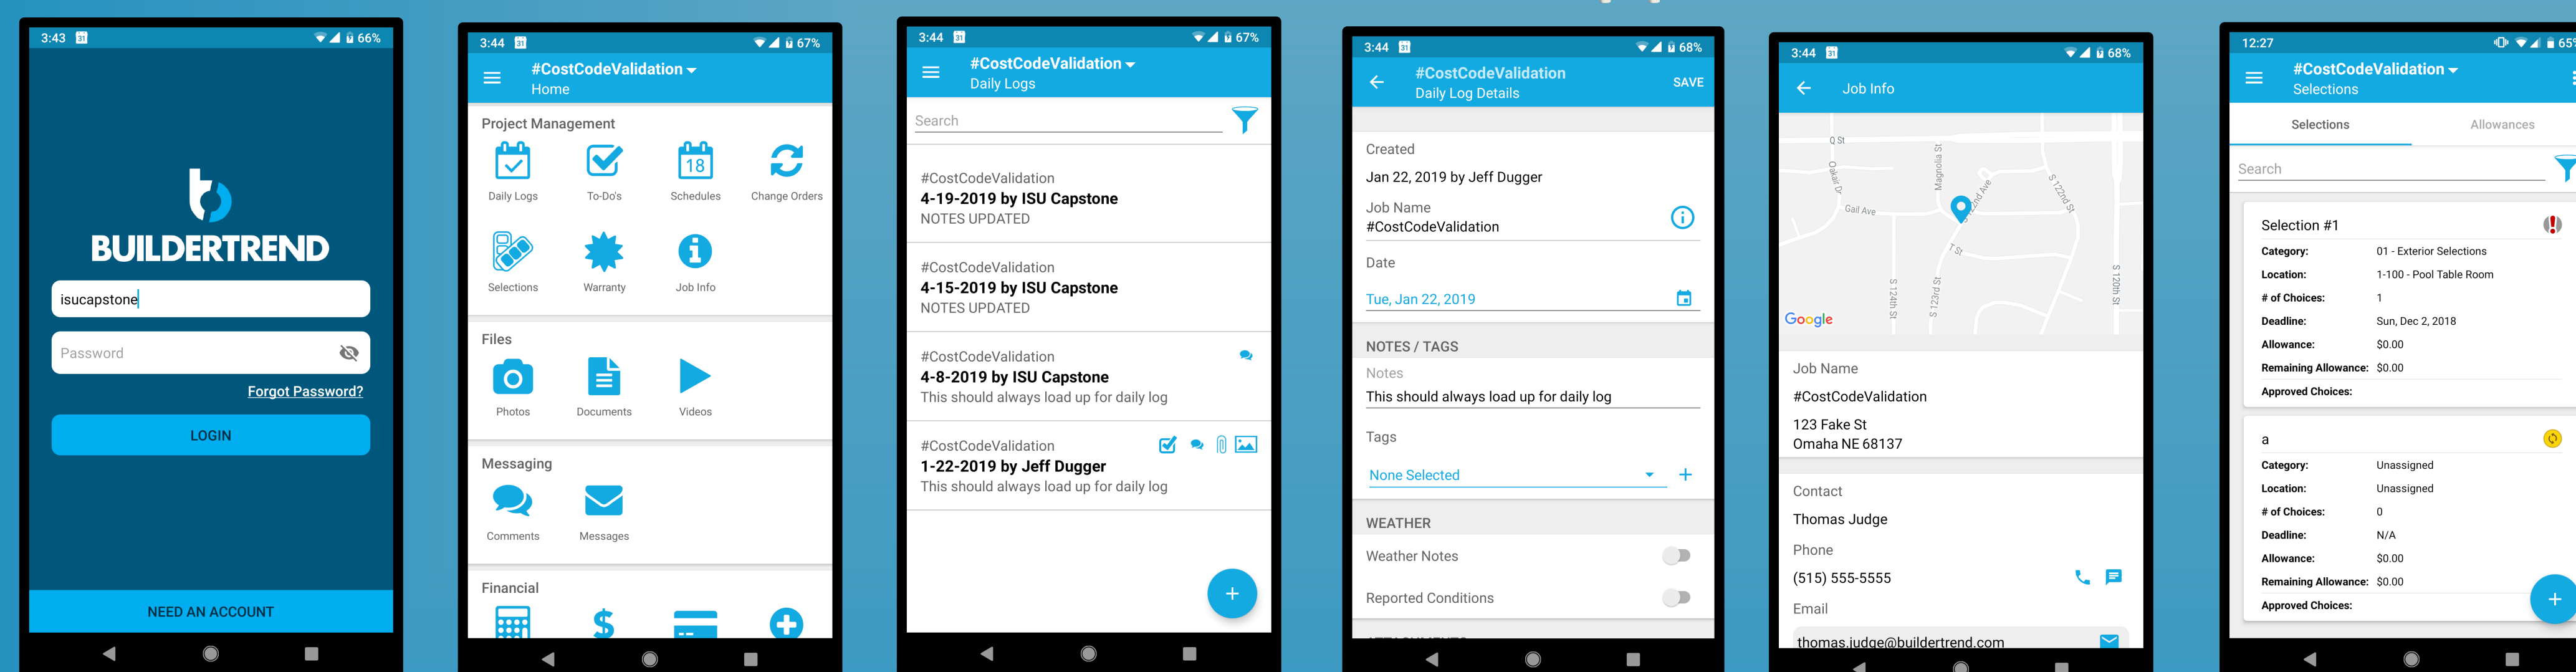 3:43 31 66%
BUILDERTREND
isucapstone
Password
Forgot Password?
LOGIN
NEED AN ACCOUNT
3:44 31 67%
#CostCodeValidation
Home
Project Management
18
Daily Logs To-Do's Schedules Change Orders
Selections Warranty Job Info
Files
Photos Documents Videos
Messaging
Comments Messages
Financial
3:44 31 67%
#CostCodeValidation
Daily Logs
Search
#CostCodeValidation
4-19-2019 by ISU Capstone
NOTES UPDATED
#CostCodeValidation
4-15-2019 by ISU Capstone
NOTES UPDATED
#CostCodeValidation
4-8-2019 by ISU Capstone
This should always load up for daily log
#CostCodeValidation
1-22-2019 by Jeff Dugger
This should always load up for daily log
3:44 31 68%
#CostCodeValidation
Daily Log Details
SAVE
Created
Jan 22, 2019 by Jeff Dugger
Job Name
#CostCodeValidation
Date
Tue, Jan 22, 2019
NOTES / TAGS
Notes
This should always load up for daily log
Tags
None Selected
WEATHER
Weather Notes
Reported Conditions
ATTACHMENTS
3:44 31 68%
Job Info
Q St
Magnolia St
S 122nd St
Gail Ave
T St
S 124th St
S 123rd St
S 120th St
Google
Job Name
#CostCodeValidation
123 Fake St
Omaha NE 68137
Contact
Thomas Judge
Phone
(515) 555-5555
Email
thomas.judge@buildertrend.com
12:27 65%
#CostCodeValidation
Selections
Selections Allowances
Search
Selection #1
Category: 01 - Exterior Selections
Location: 1-100 - Pool Table Room
# of Choices: 1
Deadline: Sun, Dec 2, 2018
Allowance: $0.00
Remaining Allowance: $0.00
Approved Choices:
a
Category: Unassigned
Location: Unassigned
# of Choices: 0
Deadline: N/A
Allowance: $0.00
Remaining Allowance: $0.00
Approved Choices: